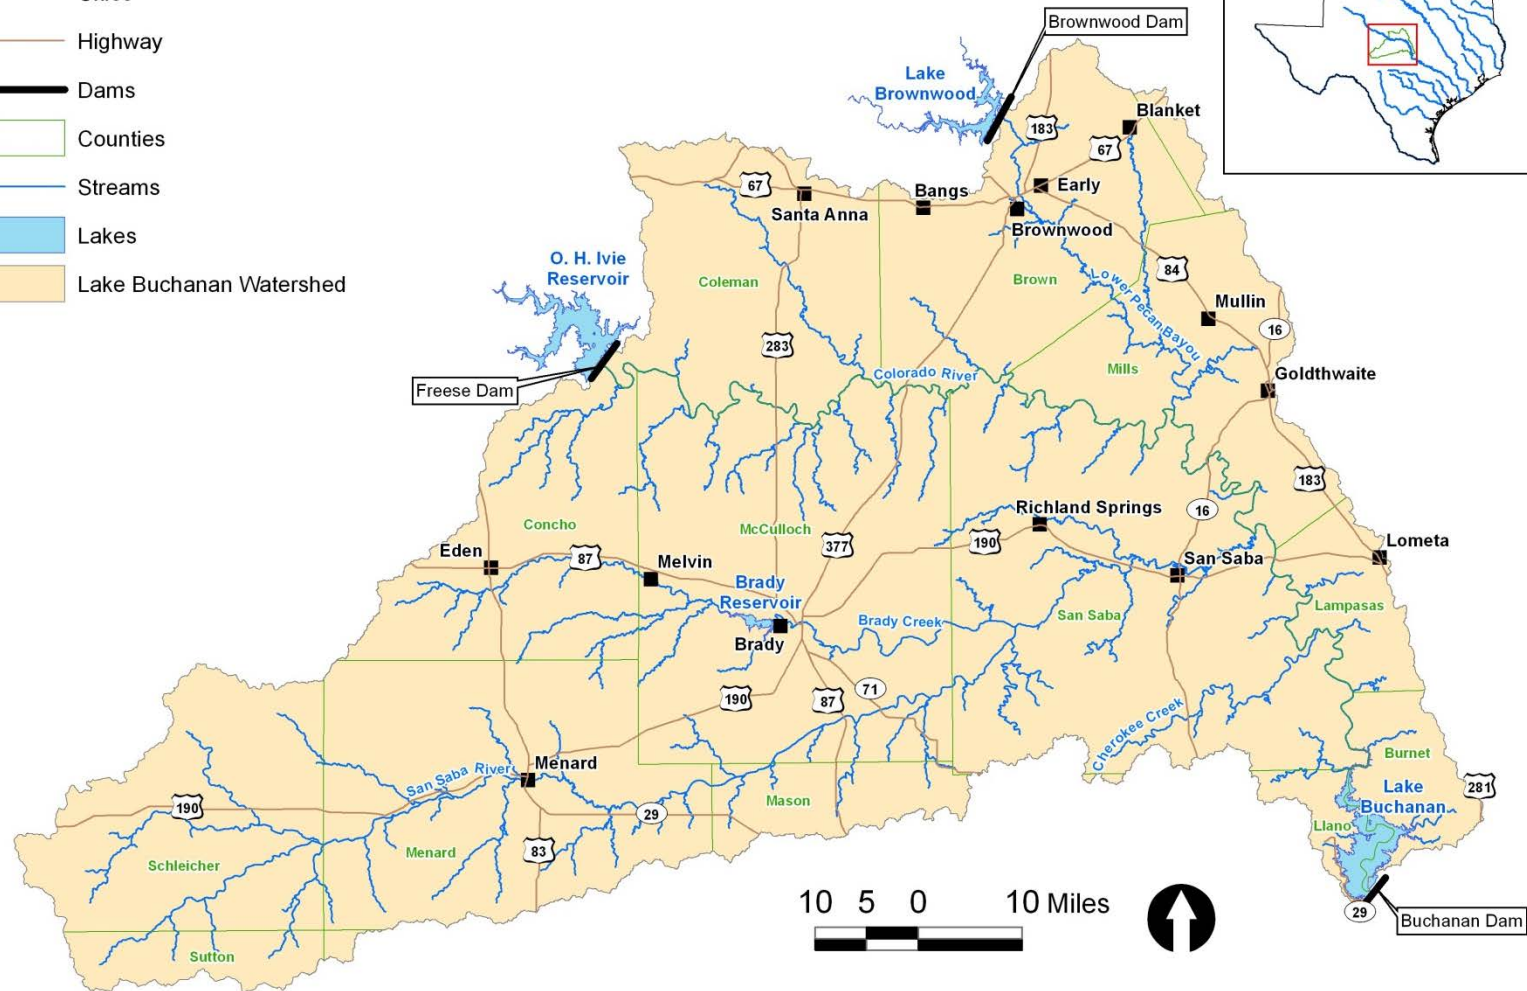 Highway
Dams
Counties
Streams
Lakes
Lake Buchanan Watershed
Brownwood Dam
Lake
Brownwood
183
67
Blanket
Early
67
Santa Anna
Bangs
Brownwood
O. H. Ivie
Reservoir
Coleman
Brown
Lower Pecan Bayou
84
Mullin
16
283
Colorado River
Mills
Goldthwaite
Freese Dam
183
16
Richland Springs
Concho
McCulloch
377
190
Eden
87
Melvin
San Saba
Lometa
Brady
Reservoir
Brady
Brady Creek
San Saba
Lampasas
190
87
71
Cherokee Creek
San Saba River
Menard
190
29
Mason
Burnet
281
Lake
Buchanan
Llano
Schleicher
Menard
83
Sutton
10 5 0 10 Miles
29
Buchanan Dam